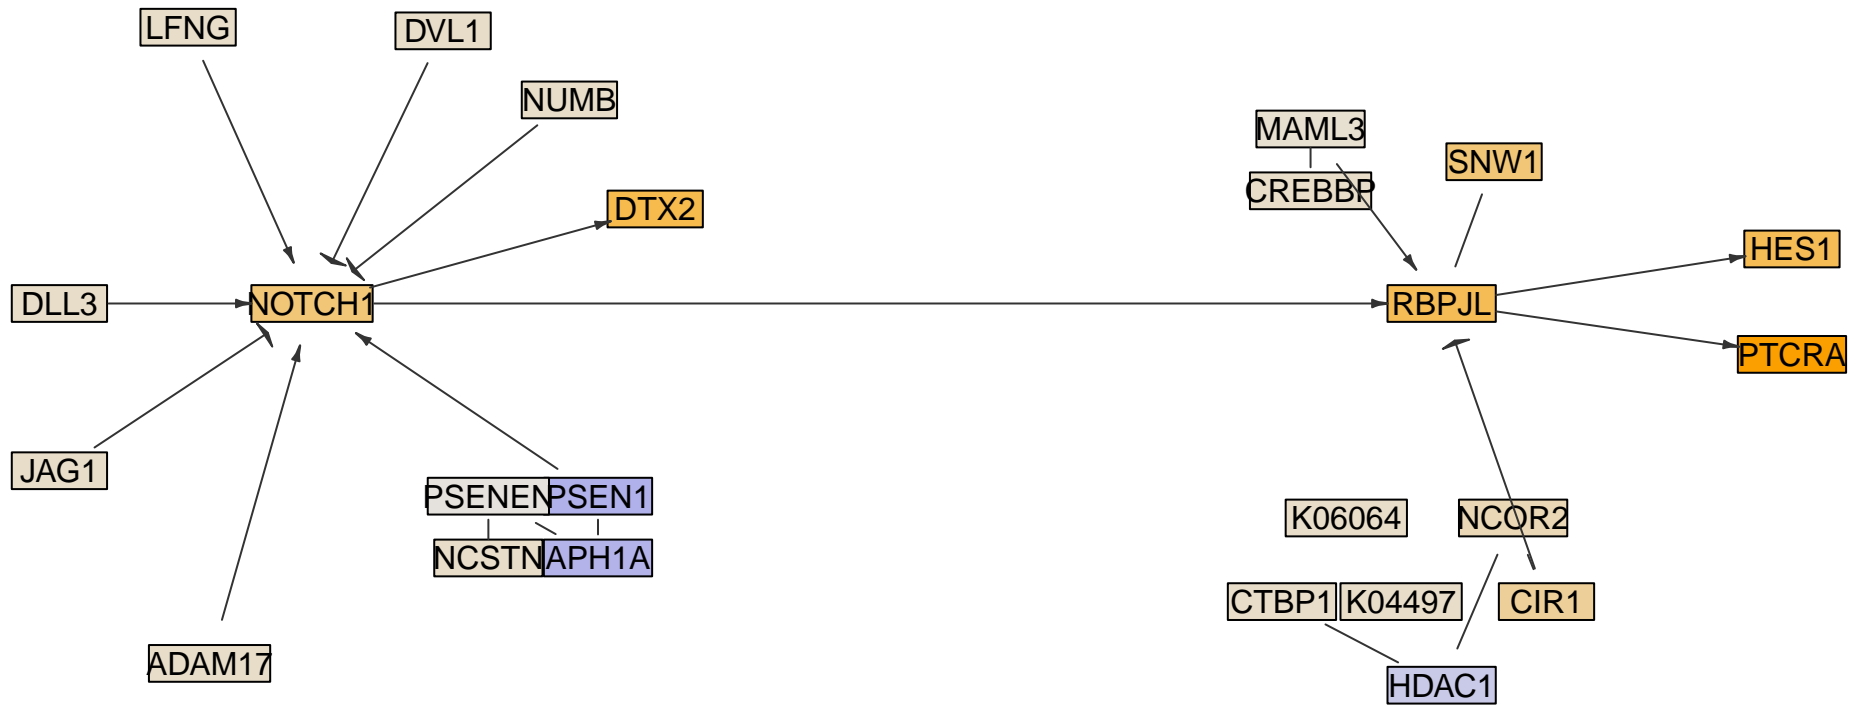 LFNG
DVL1
NUMB
MAML3
SNW1
CREBBP
DTX2
HES1
DLL3
NOTCH1
RBPJL
PTCRA
JAG1
PSENEN
PSEN1
K06064
NCOR2
NCSTN
APH1A
CTBP1
K04497
CIR1
ADAM17
HDAC1